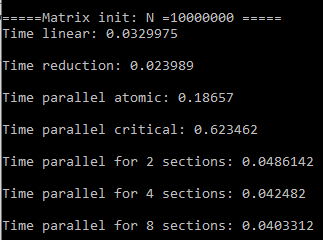 =====Matrix init: N =10000000 =====
Time linear: 0.0329975
Time reduction: 0.023989
Time parallel atomic: 0.18657
Time parallel critical: 0.623462
Time parallel for 2 sections: 0.0486142
Time parallel for 4 sections: 0.042482
Time parallel for 8 sections: 0.0403312